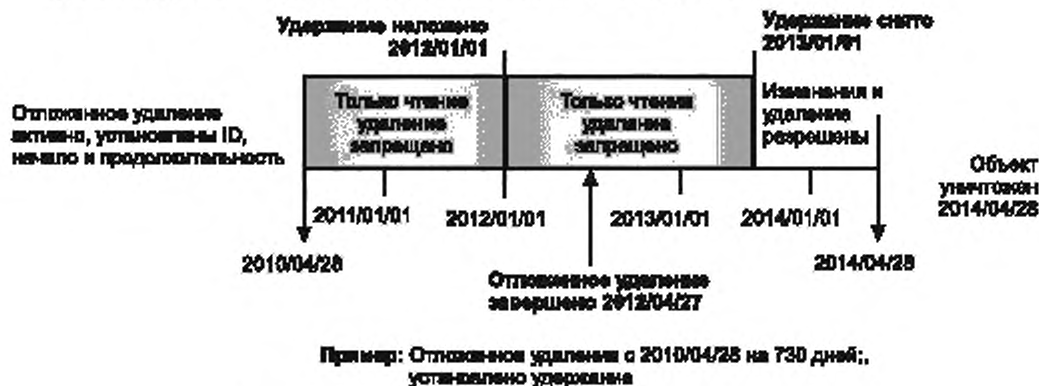 Удержание наложено
2012/01/01
Удержание снято
2013/01/01
Отложенное удаление
активно, установлены ID,
начало и продолжительность
Только чтение
удаление
запрещено
Только чтение
удаление
запрещено
Изменения и
удаление
разрешены
Объект
уничтожен
2014/04/28
2011/01/01
2012/01/01
2013/01/01
2014/01/01
2010/04/28
2014/04/28
Отложенное удаление
завершено 2012/04/27
Пример: Отложенное удаление с 2010/04/28 на 730 дней;,
установлено удержание